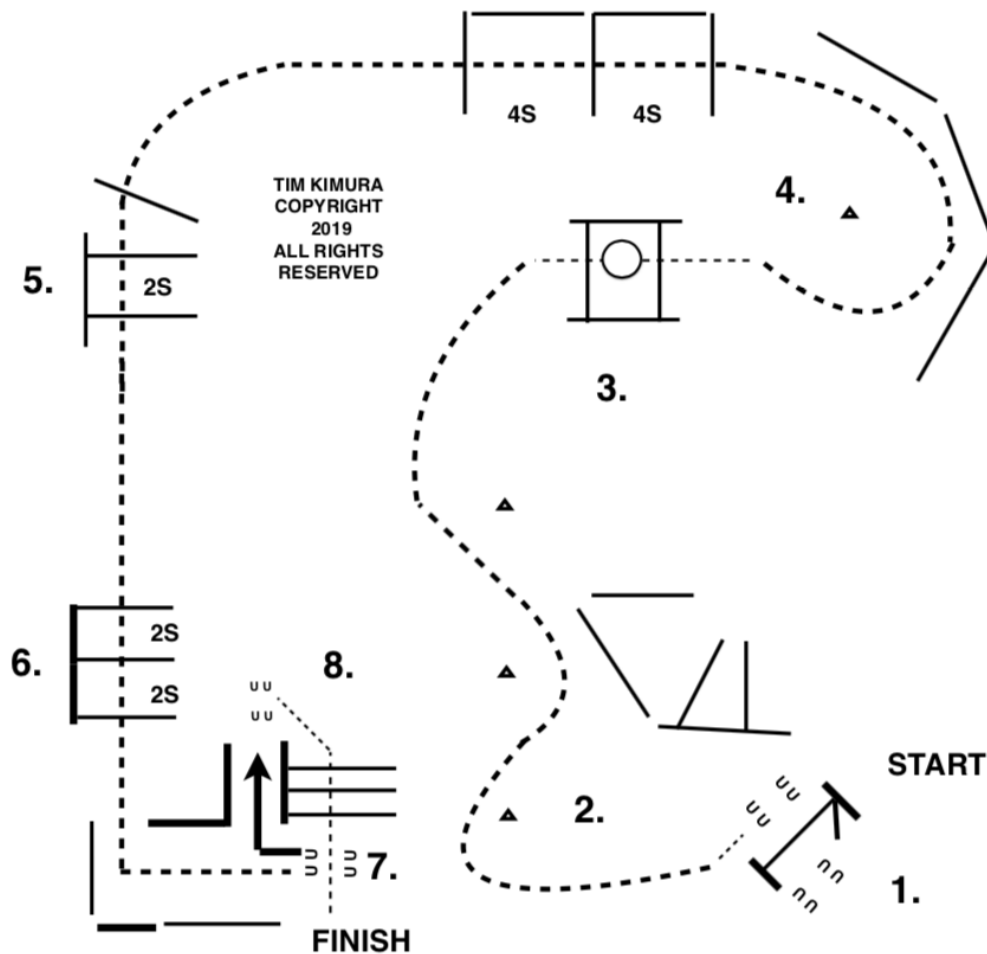 4S
4S
TIM KIMURA
COPYRIGHT
2019
ALL RIGHTS
RESERVED
4.
5.
2S
3.
6.
2S
2S
8.
START
2.
7.
1.
FINISH